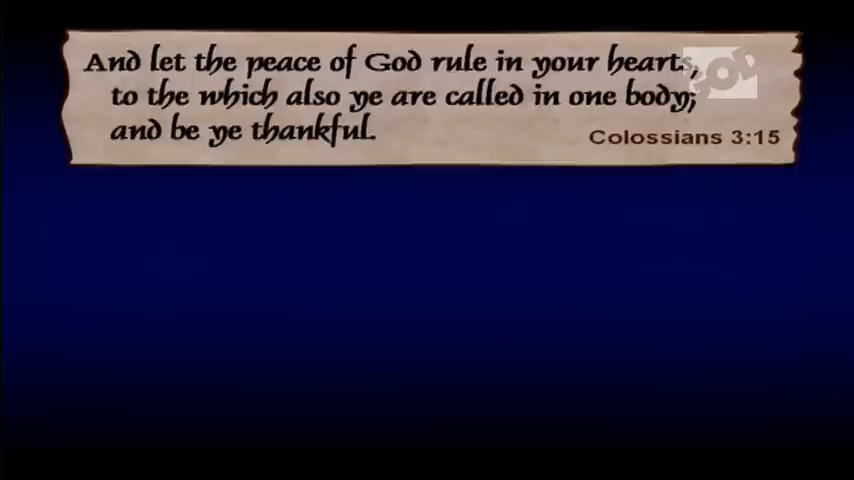 And let the peace of God rule in your hearts,
to the which also ye are called in one body;
and be ye thankful.
Colossians 3:15
GOD